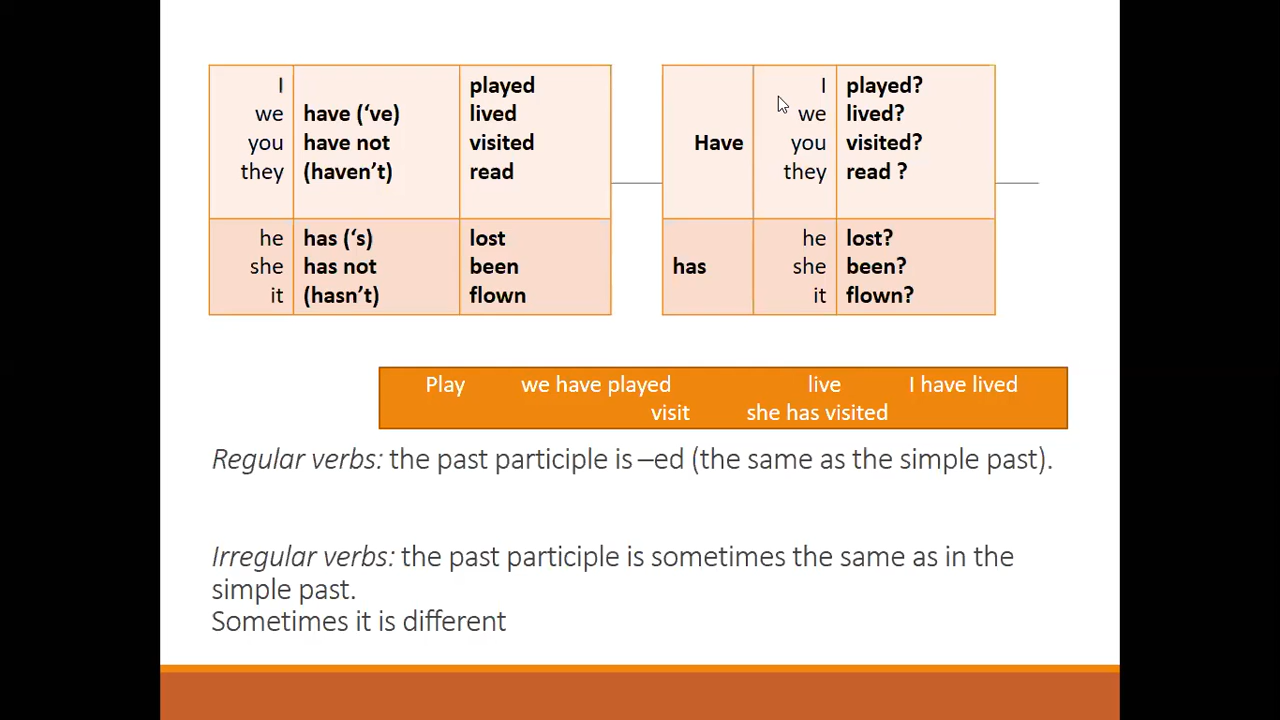 I
we
you
they
have (‘ve)
have not
(haven’t)
played
lived
visited
read
he
she
it
has (‘s)
has not
(hasn’t)
lost
been
flown
Have
I
we
you
they
played?
lived?
visited?
read ?
has
he
she
it
lost?
been?
flown?
Play we have played live I have lived
visit she has visited
Regular verbs: the past participle is –ed (the same as the simple past).
Irregular verbs: the past participle is sometimes the same as in the
simple past.
Sometimes it is different